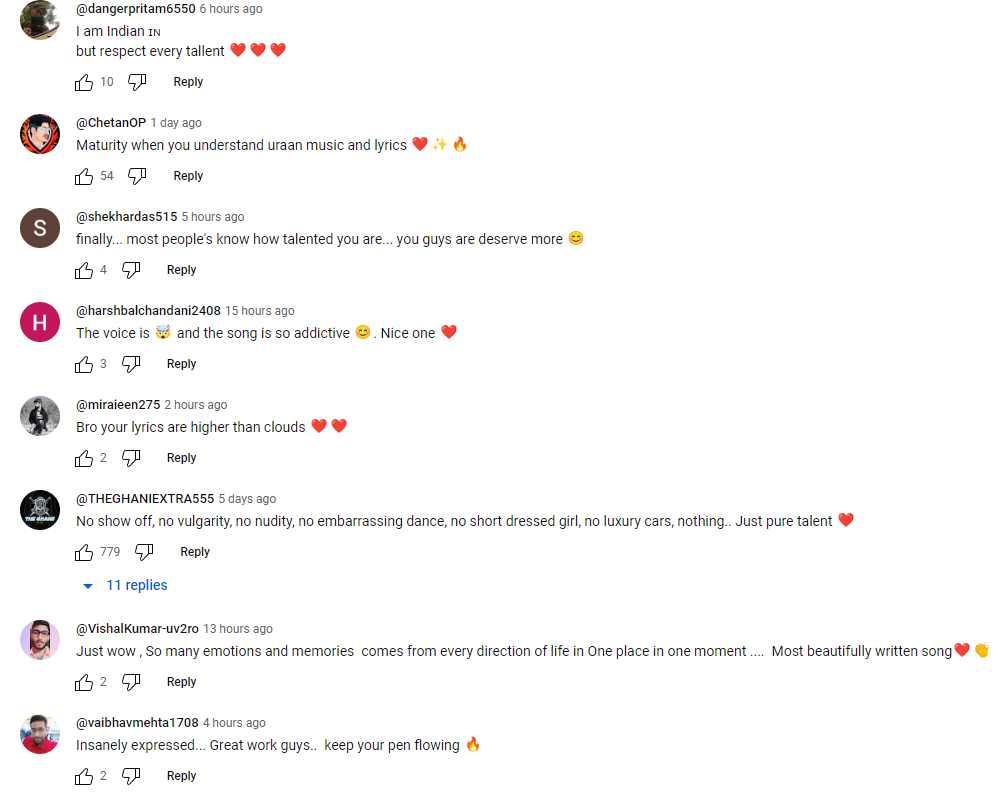 @dangerpritam6550 6 hours ago
I am Indian IN
but respect every tallent ❤️ ❤️ ❤️
10 Reply
@ChetanOP 1 day ago
Maturity when you understand uraan music and lyrics ❤️ ✨ 🔥
54 Reply
S
@shekhardas515 5 hours ago
finally... most people's know how talented you are... you guys are deserve more 😊
4 Reply
H
@harshbalchandani2408 15 hours ago
The voice is 🤯 and the song is so addictive 😊 . Nice one ❤️
3 Reply
@miraieen275 2 hours ago
Bro your lyrics are higher than clouds ❤️ ❤️
2 Reply
THE GHANI
@THEGHANIEXTRA555 5 days ago
No show off, no vulgarity, no nudity, no embarrassing dance, no short dressed girl, no luxury cars, nothing.. Just pure talent ❤️
779 Reply
11 replies
@VishalKumar-uv2ro 13 hours ago
Just wow , So many emotions and memories comes from every direction of life in One place in one moment .... Most beautifully written song❤️ 👏
2 Reply
@vaibhavmehta1708 4 hours ago
Insanely expressed... Great work guys.. keep your pen flowing 🔥
2 Reply